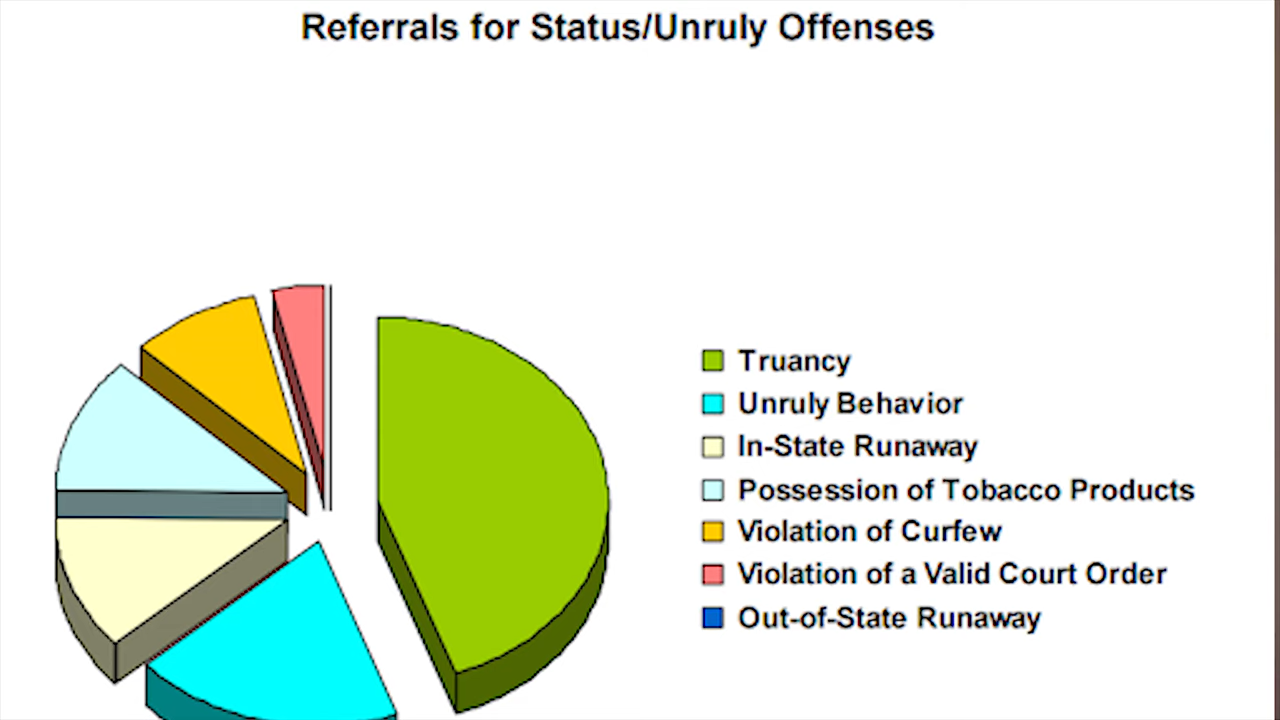 Referrals for Status/Unruly Offenses
Truancy
Unruly Behavior
In-State Runaway
Possession of Tobacco Products
Violation of Curfew
Violation of a Valid Court Order
Out-of-State Runaway